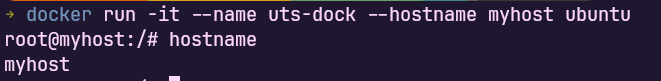 → docker run -it --name uts-dock --hostname myhost ubuntu
root@myhost:/# hostname
myhost